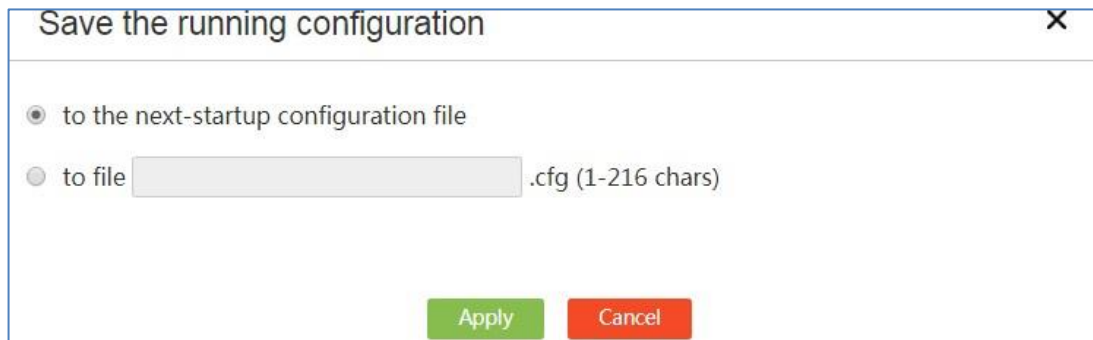 Save the running configuration
to the next-startup configuration file
to file .cfg (1-216 chars)
Apply Cancel